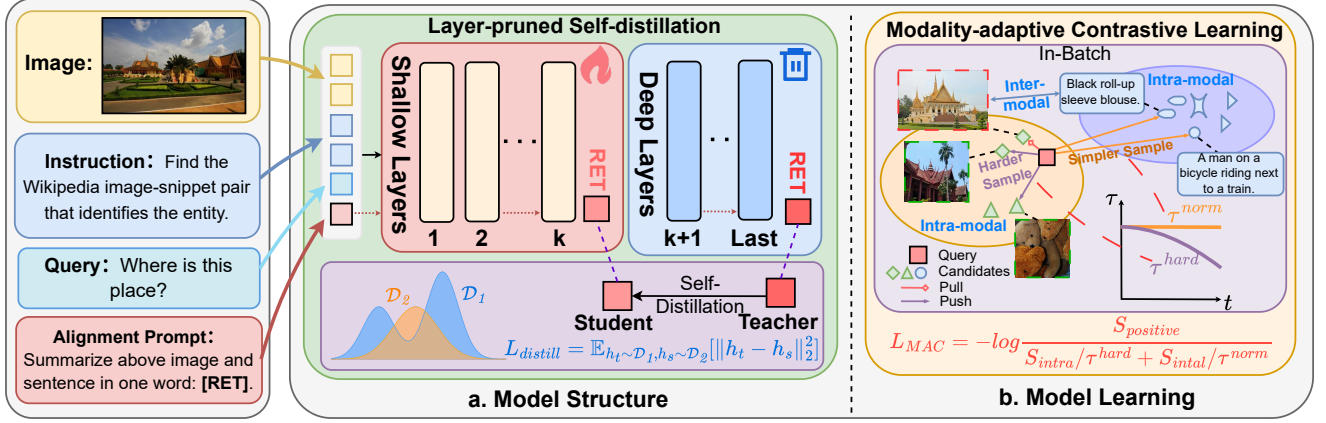 Image:
Instruction: Find the
Wikipedia image-snippet pair
that identifies the entity.
Query: Where is this
place?
Alignment Prompt:
Summarize above image and
sentence in one word: [RET].
Layer-pruned Self-distillation
Shallow Layers
1
2
...
k
RET
Deep Layers
k+1
..
Last
RET
D₂
D₁
Student
Self-
Distillation
Teacher
L_distill = 𝔼_{h_t∼D₁,h_s∼D₂}[‖h_t − h_s‖₂²]
a. Model Structure
Modality-adaptive Contrastive Learning
In-Batch
Inter-
modal
Black roll-up
sleeve blouse.
Intra-modal
Harder
Sample
Simpler Sample
A man on a
bicycle riding next
to a train.
Intra-modal
Query
Candidates
Pull
Push
τ
τ^norm
τ^hard
t
L_MAC = −log S_positive / (S_intra/τ^hard + S_intal/τ^norm)
b. Model Learning